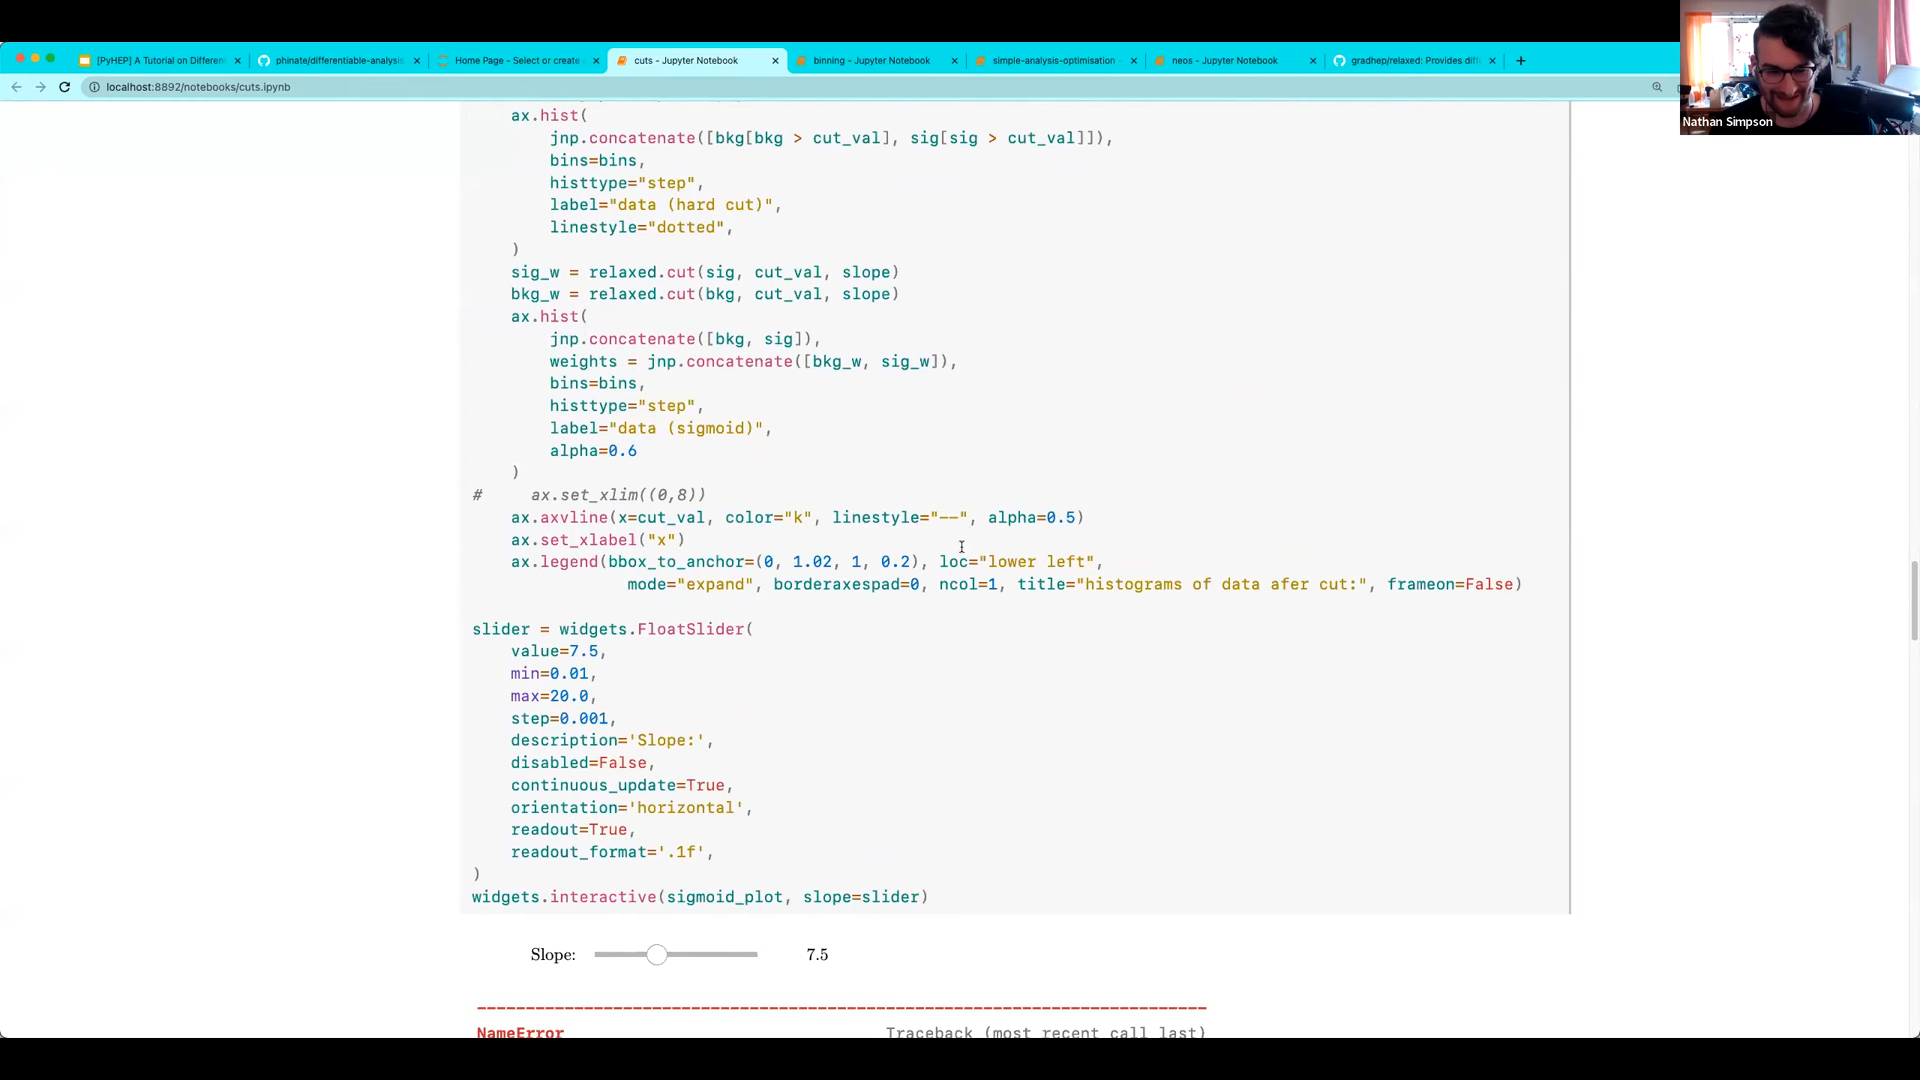 [PyHEP] A Tutorial on Different
phinate/differentiable-analysis
Home Page - Select or create
cuts - Jupyter Notebook
binning - Jupyter Notebook
simple-analysis-optimisation -
neos - Jupyter Notebook
gradhep/relaxed: Provides diff
localhost:8892/notebooks/cuts.ipynb
Nathan Simpson
ax.hist(
jnp.concatenate([bkg[bkg > cut_val], sig[sig > cut_val]]),
bins=bins,
histtype="step",
label="data (hard cut)",
linestyle="dotted",
)
sig_w = relaxed.cut(sig, cut_val, slope)
bkg_w = relaxed.cut(bkg, cut_val, slope)
ax.hist(
jnp.concatenate([bkg, sig]),
weights = jnp.concatenate([bkg_w, sig_w]),
bins=bins,
histtype="step",
label="data (sigmoid)",
alpha=0.6
)
# ax.set_xlim((0,8))
ax.axvline(x=cut_val, color="k", linestyle="--", alpha=0.5)
ax.set_xlabel("x")
ax.legend(bbox_to_anchor=(0, 1.02, 1, 0.2), loc="lower left",
mode="expand", borderaxespad=0, ncol=1, title="histograms of data afer cut:", frameon=False)
slider = widgets.FloatSlider(
value=7.5,
min=0.01,
max=20.0,
step=0.001,
description='Slope:',
disabled=False,
continuous_update=True,
orientation='horizontal',
readout=True,
readout_format='.1f',
)
widgets.interactive(sigmoid_plot, slope=slider)
Slope: 7.5
---------------------------------------------------------------------------
NameError Traceback (most recent call last)